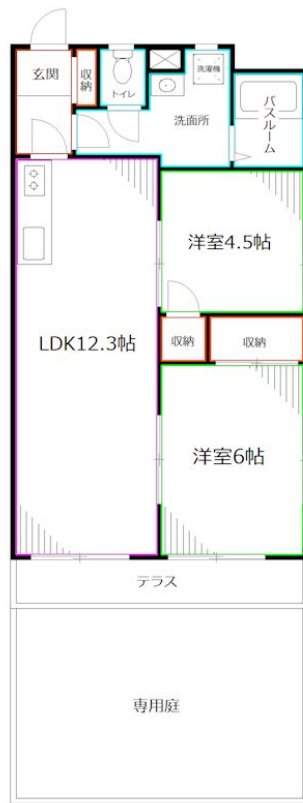 玄関
収納
トイレ
洗濯機
洗面所
バスルーム
洋室4.5帖
LDK12.3帖
収納
収納
洋室6帖
テラス
専用庭